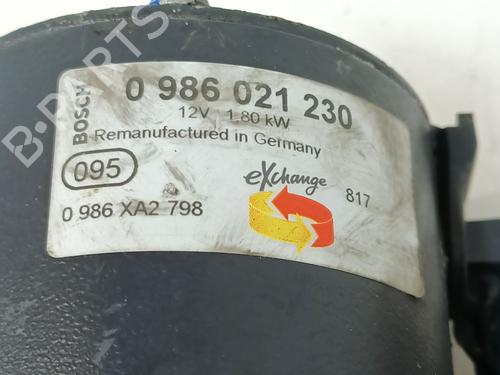 B-PARTS
BOSCH
0 986 021 230
12V 1,80 kW
Remanufactured in Germany
095
eXchange
817
0 986 XA2 798